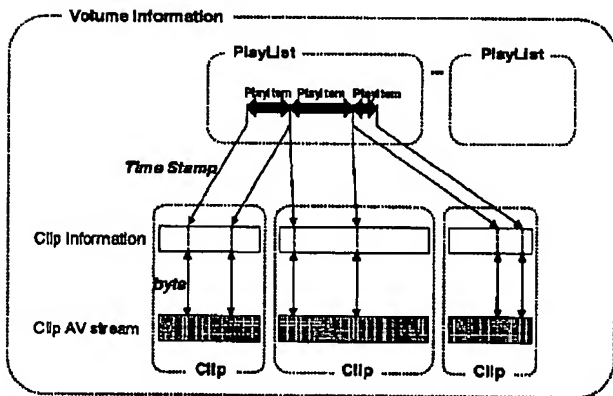 Volume Information
PlayList
PlayList
PlayItem PlayItem PlayItem
Time Stamp
Clip Information
byte
Clip AV stream
Clip
Clip
Clip